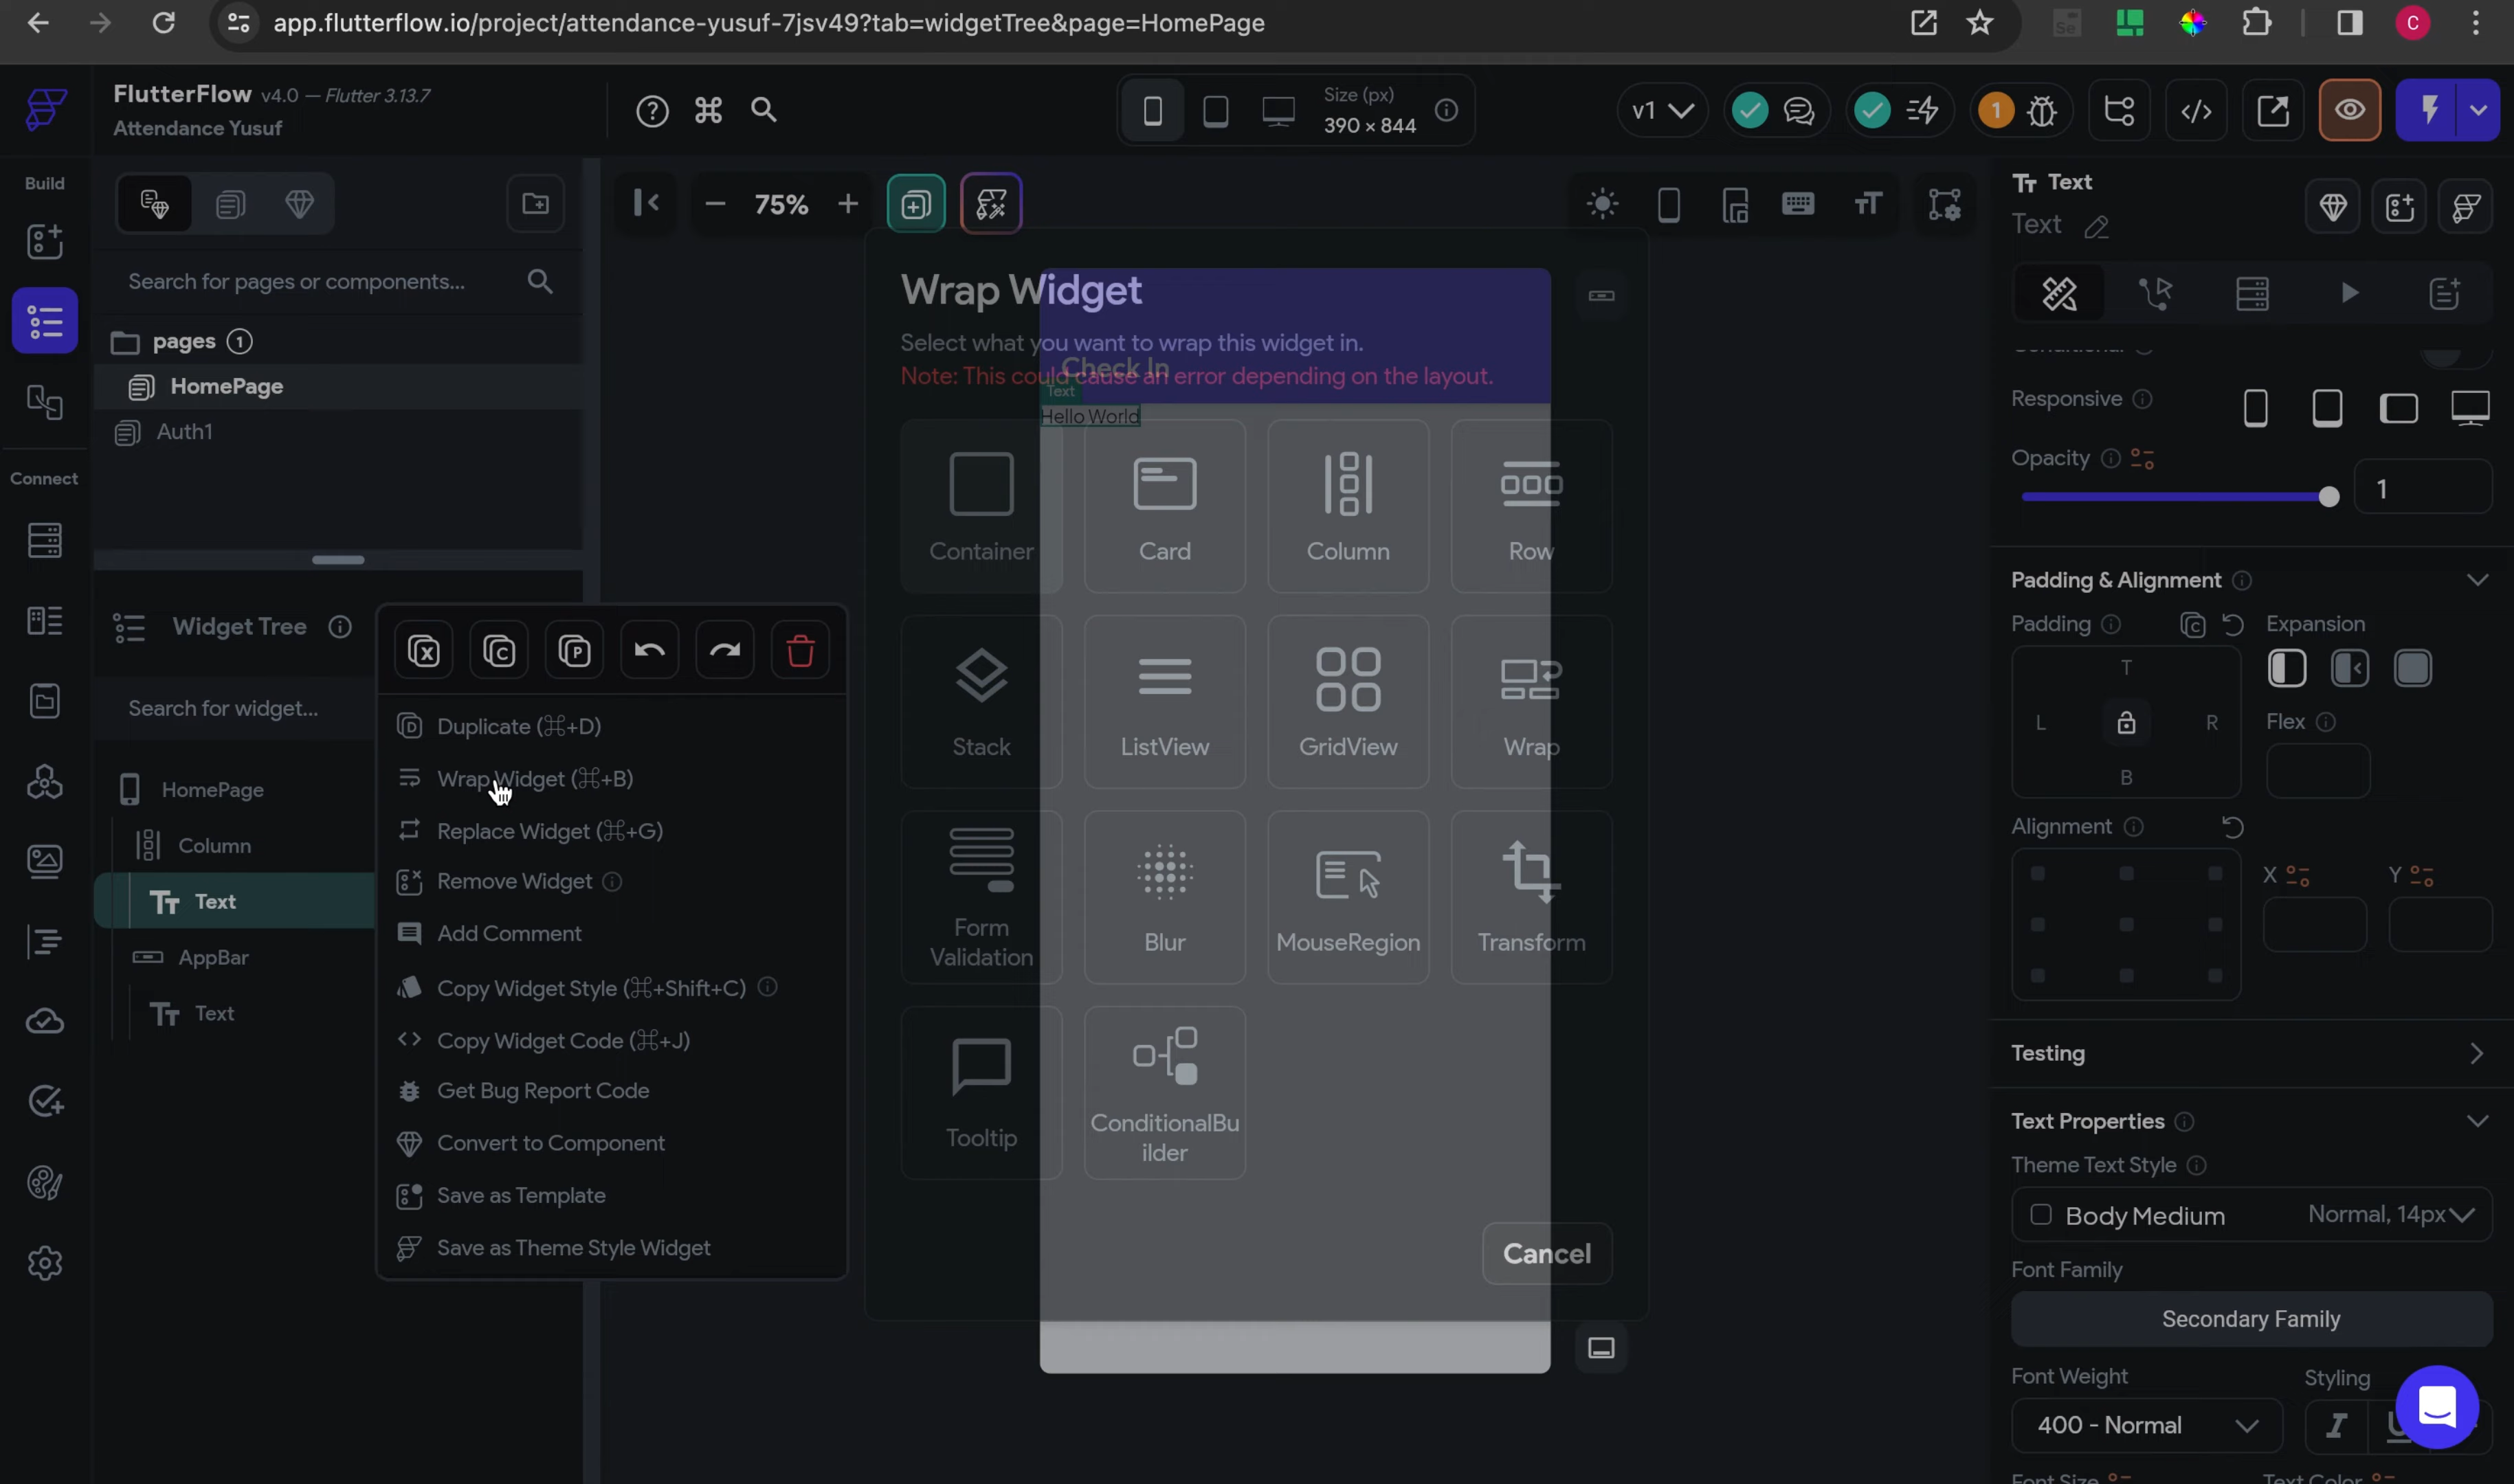 app.flutterflow.io/project/attendance-yusuf-7jsv49?tab=widgetTree&page=HomePage
C
FlutterFlow v4.0 — Flutter 3.13.7
Attendance Yusuf
Size (px)
390 × 844
v1
1
Build
75%
Text
Text
Search for pages or components...
pages 1
HomePage
Auth1
Connect
Widget Tree
Search for widget...
HomePage
Column
Text
AppBar
Text
Duplicate (⌘+D)
Wrap Widget (⌘+B)
Replace Widget (⌘+G)
Remove Widget
Add Comment
Copy Widget Style (⌘+Shift+C)
Copy Widget Code (⌘+J)
Get Bug Report Code
Convert to Component
Save as Template
Save as Theme Style Widget
Wrap Widget
Select what you want to wrap this widget in.
Check In
Note: This could cause an error depending on the layout.
Text
Hello World
Container
Card
Column
Row
Stack
ListView
GridView
Wrap
Form
Validation
Blur
MouseRegion
Transform
Tooltip
ConditionalBu
ilder
Cancel
Conditional
Responsive
Opacity
1
Padding & Alignment
Padding
Expansion
T
L
R
B
Flex
Alignment
X
Y
Testing
Text Properties
Theme Text Style
Body Medium Normal, 14px
Font Family
Secondary Family
Font Weight
Styling
400 - Normal
Font Size
Text Color